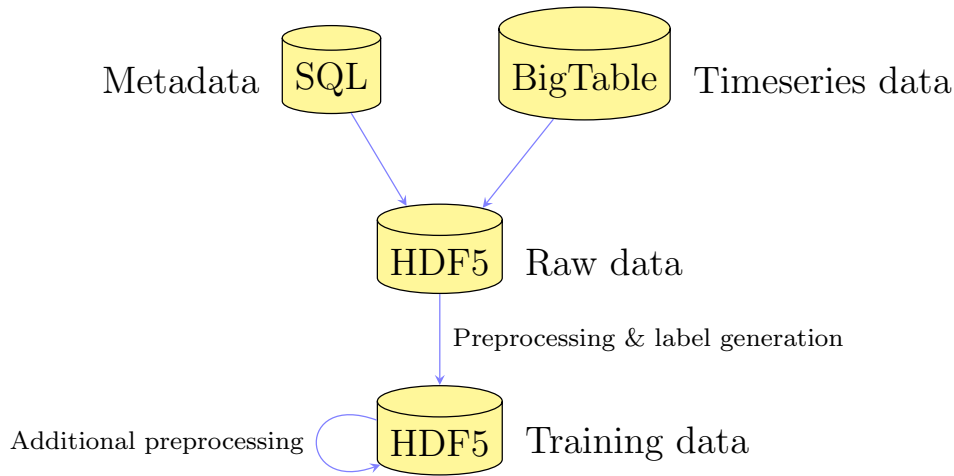 Metadata
SQL
BigTable
Timeseries data
HDF5
Raw data
Preprocessing & label generation
Additional preprocessing
HDF5
Training data